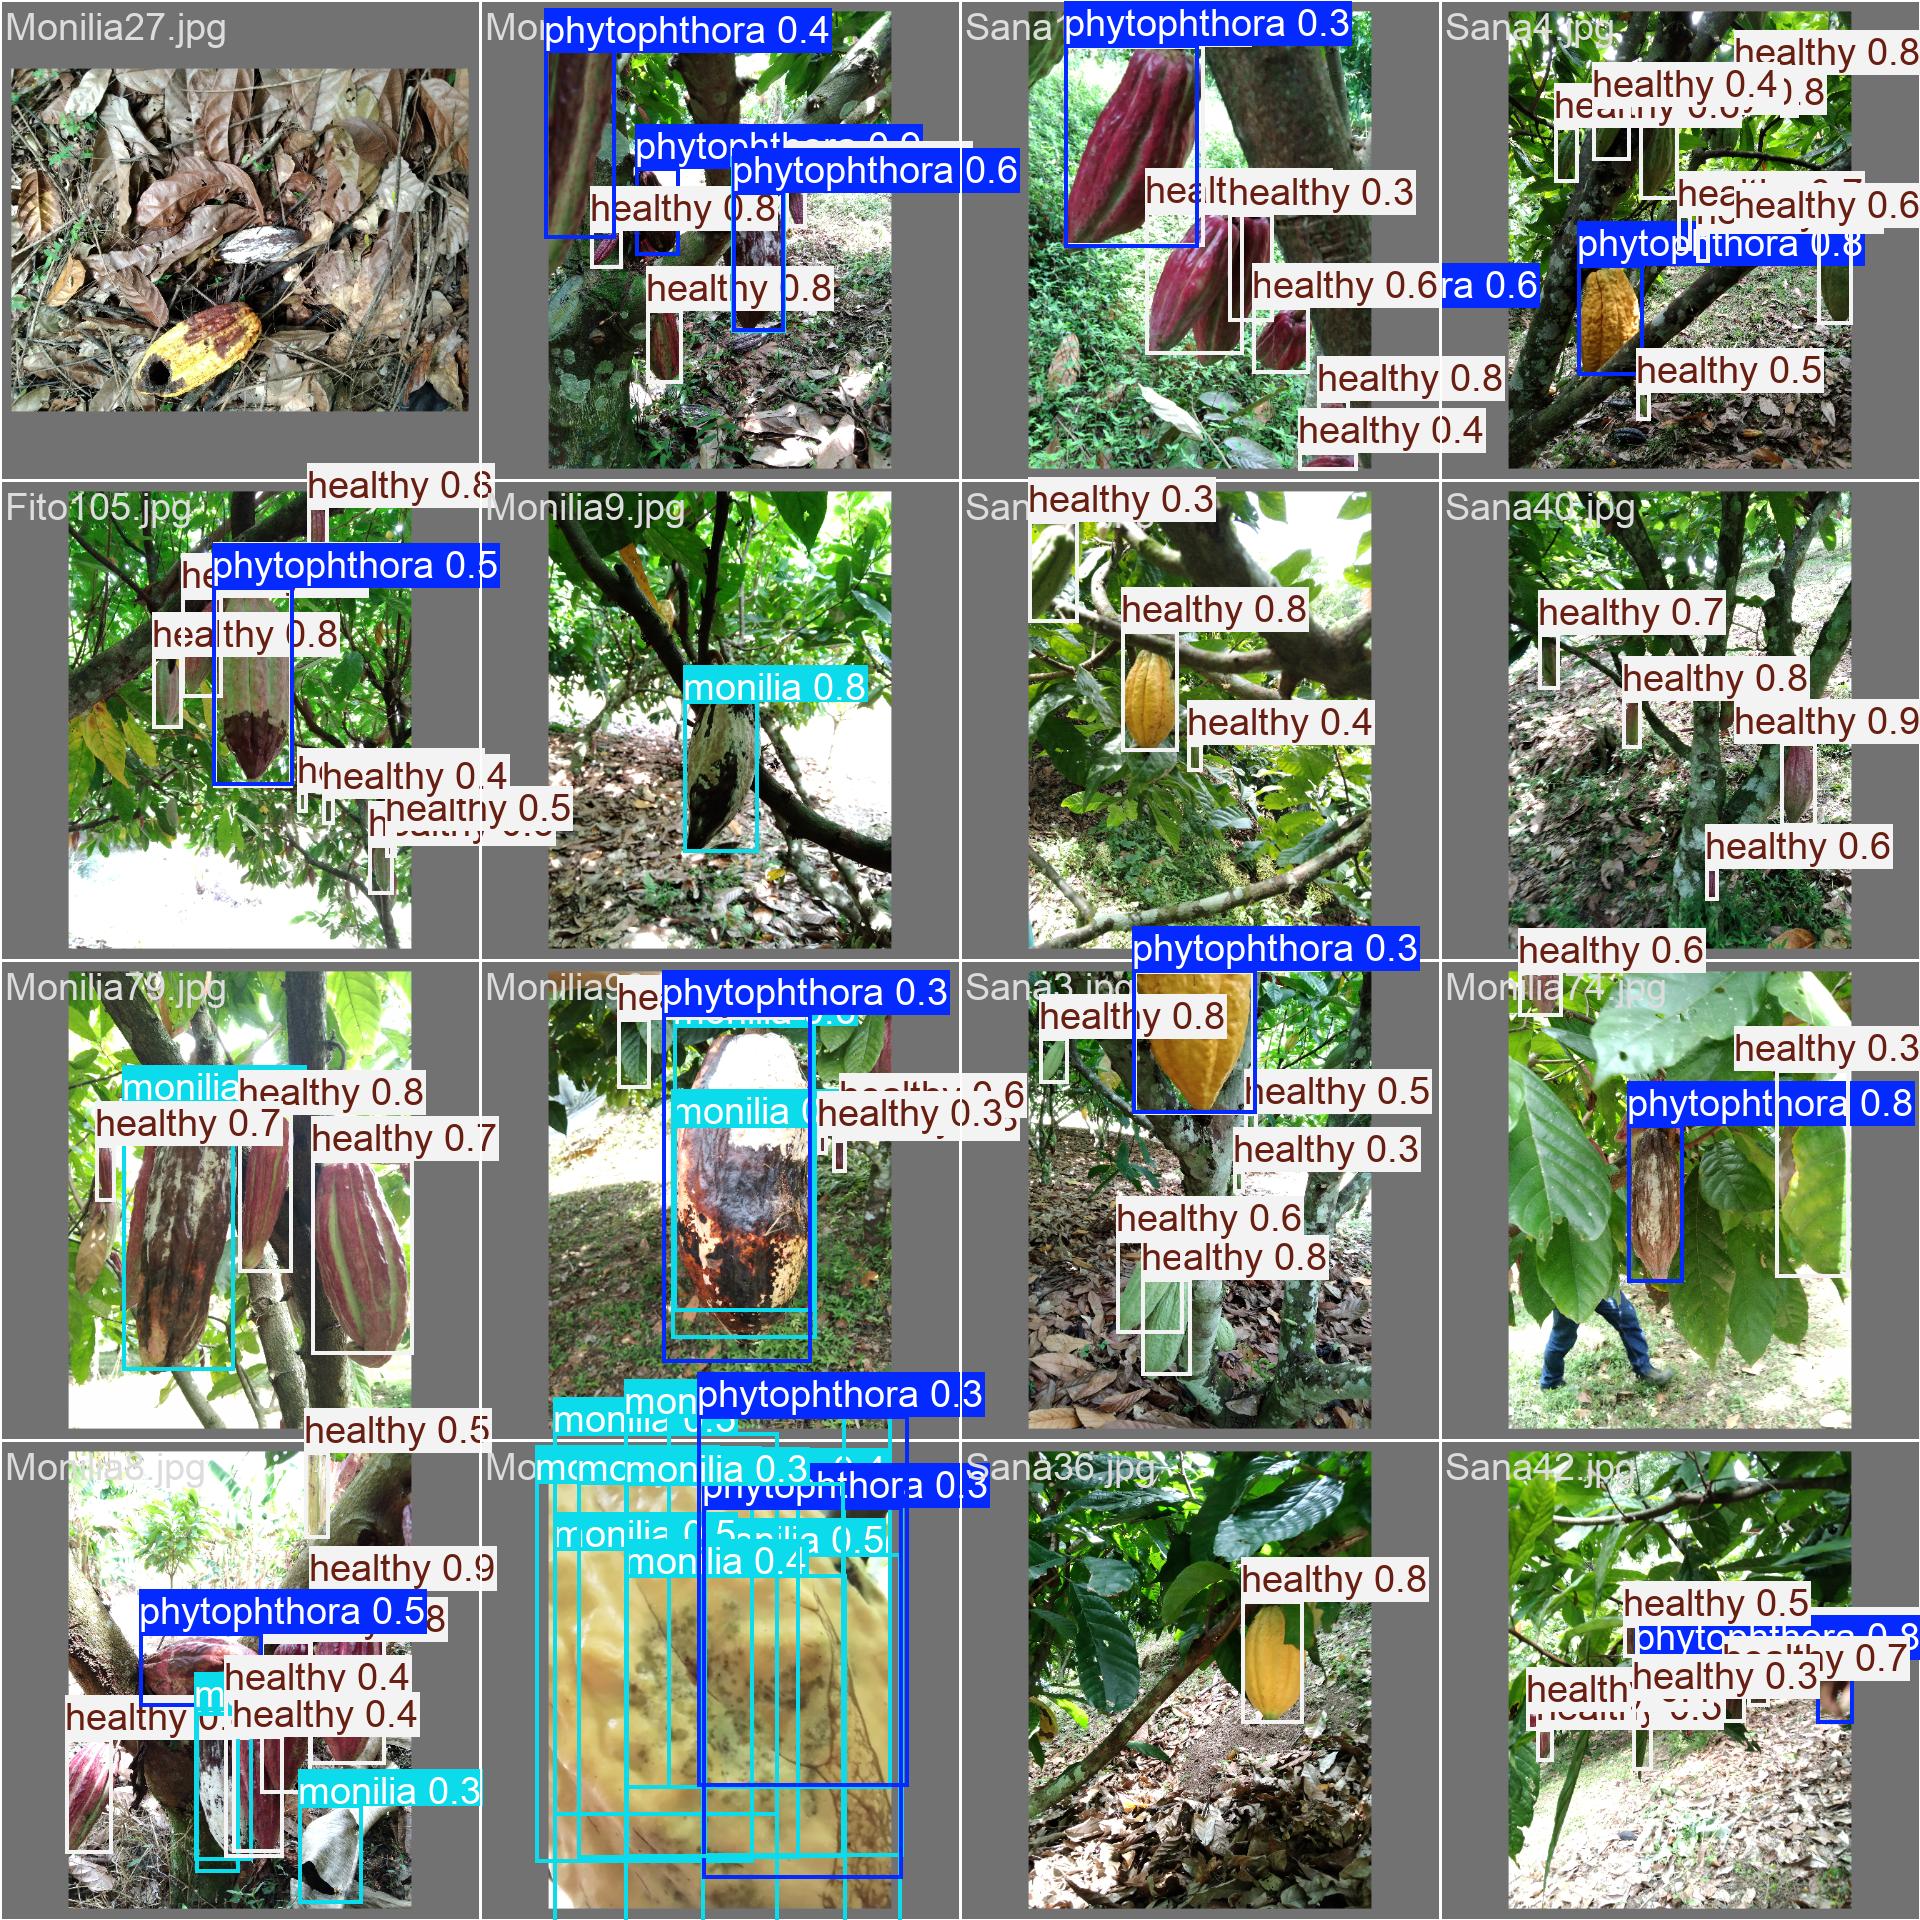 Monilia27.jpg
phytophthora 0.4
phytophthora 0.6
healthy 0.8
healthy 0.8
phytophthora 0.3
healthy 0.3
healthy 0.6
healthy 0.8
healthy 0.4
Sana4.jpg
healthy 0.8
healthy 0.4
healthy 0.6
phytophthora 0.8
healthy 0.5
Fito105.jpg
healthy 0.8
phytophthora 0.5
healthy 0.8
healthy 0.4
healthy 0.5
Monilia9.jpg
monilia 0.8
healthy 0.3
healthy 0.8
healthy 0.4
Sana40.jpg
healthy 0.7
healthy 0.8
healthy 0.9
healthy 0.6
Monilia79.jpg
monilia
healthy 0.8
healthy 0.7
healthy 0.7
phytophthora 0.3
monilia
healthy 0.3
Sana3.jpg
phytophthora 0.3
healthy 0.8
healthy 0.5
healthy 0.3
healthy 0.6
healthy 0.8
Monilia74.jpg
healthy 0.6
healthy 0.3
phytophthora 0.8
Monilia8.jpg
healthy 0.5
healthy 0.9
phytophthora 0.5
healthy 0.4
healthy 0.4
monilia 0.3
phytophthora 0.3
monilia 0.3
phytophthora 0.3
monilia 0.5
monilia 0.4
Sana36.jpg
healthy 0.8
Sana42.jpg
healthy 0.5
phytophthora 0.8
healthy 0.7
healthy 0.3